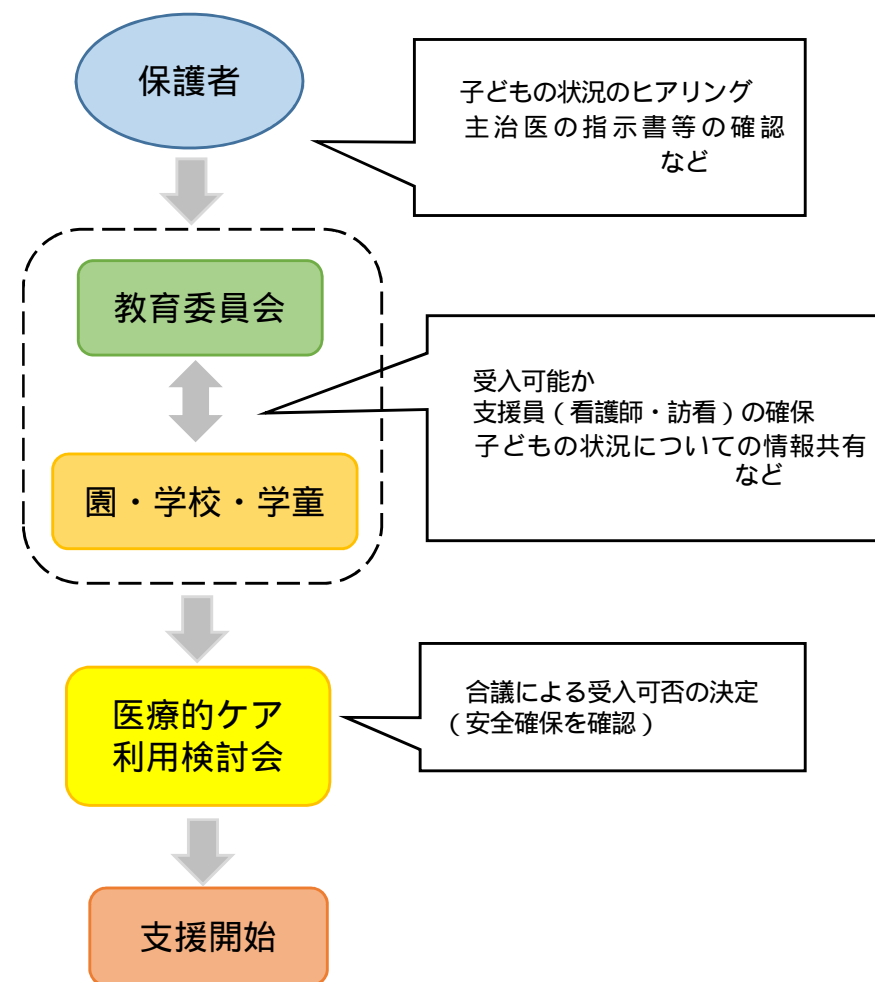 保護者
子どもの状況のヒアリング
主治医の指示書等の確認
など
教育委員会
受入可能か
支援員(看護師・訪看)の確保
子どもの状況についての情報共有
など
園・学校・学童
医療的ケア
利用検討会
合議による受入可否の決定
(安全確保を確認)
支援開始